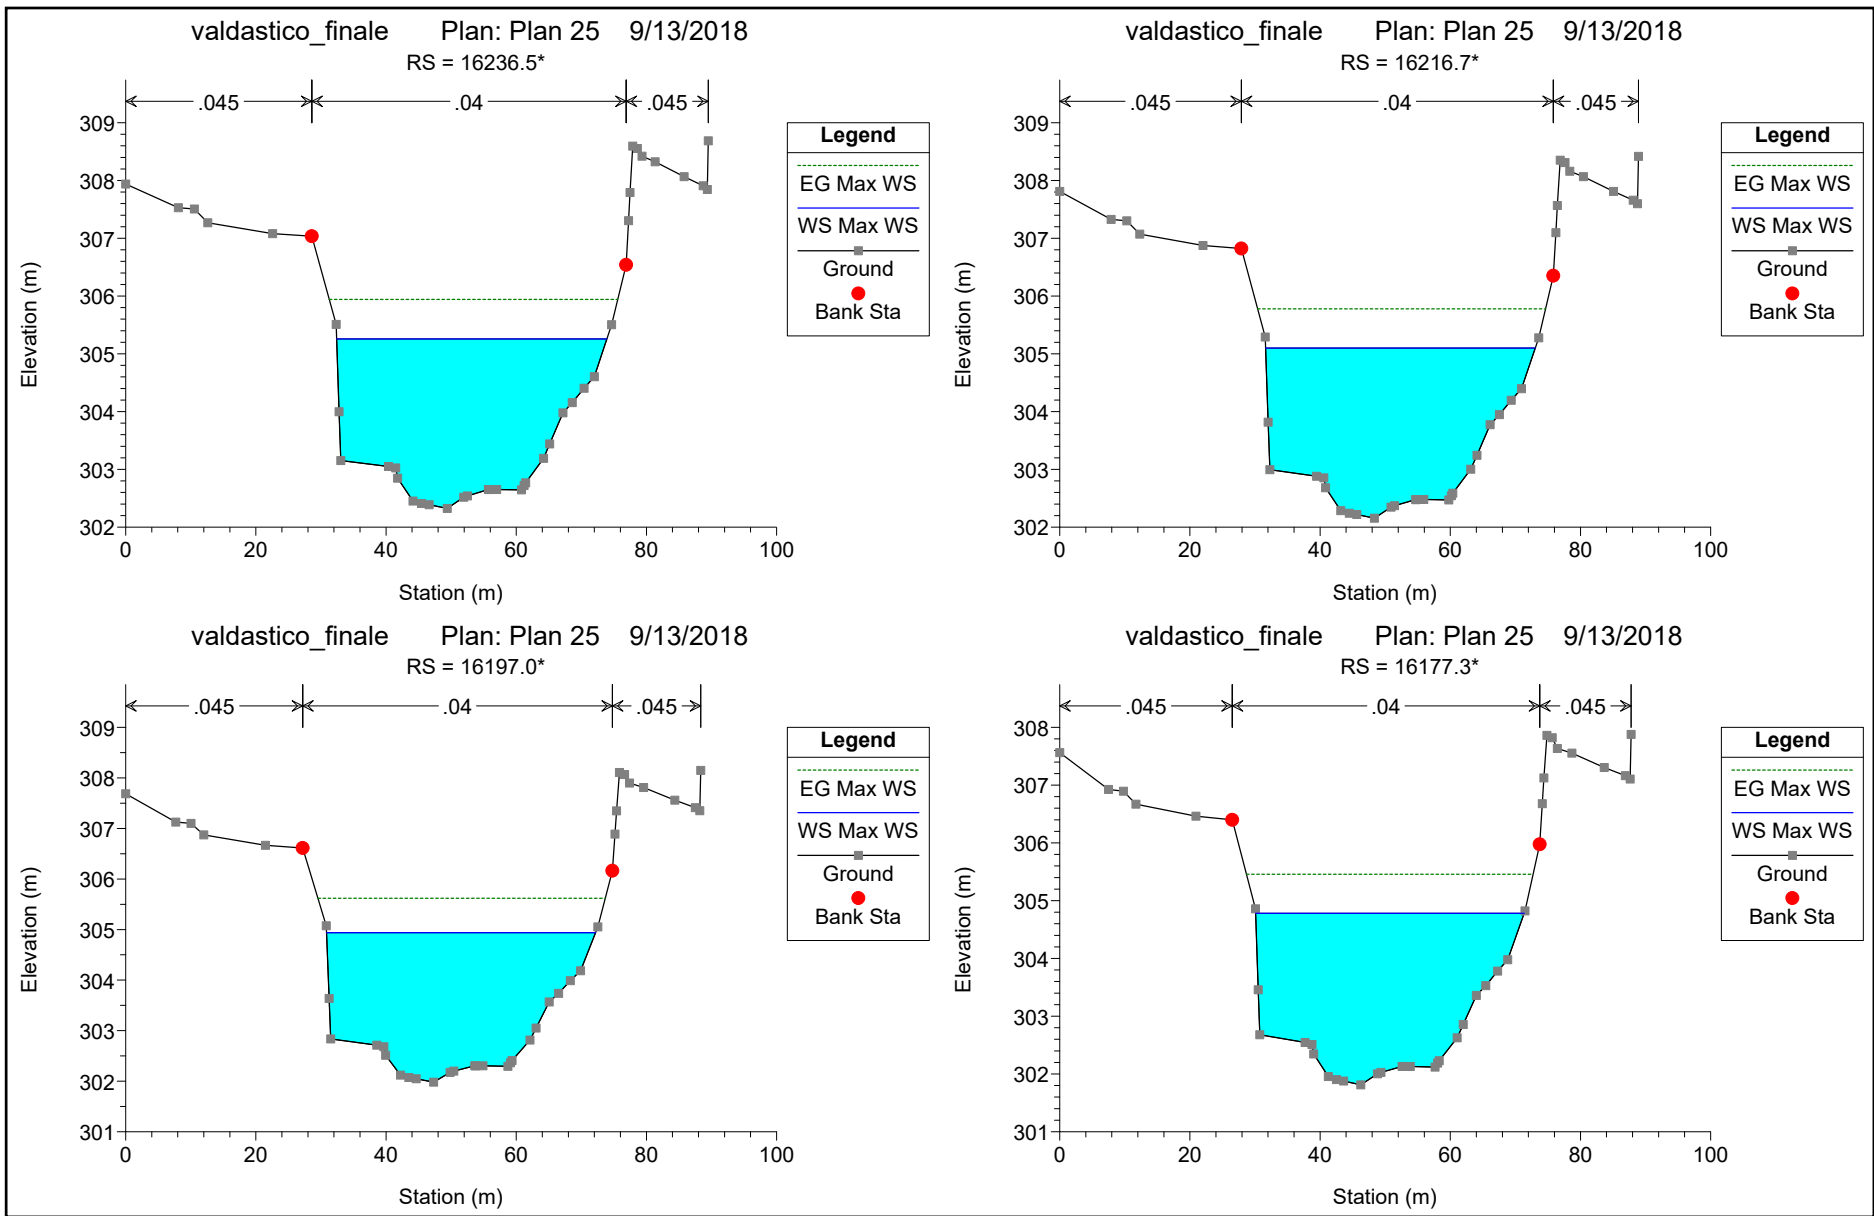 valdastico_finale Plan: Plan 25 9/13/2018
RS = 16236.5*
.045 .04 .045
309
308
307
306
305
304
303
302
0 20 40 60 80 100
Elevation (m)
Station (m)
Legend
EG Max WS
WS Max WS
Ground
Bank Sta
valdastico_finale Plan: Plan 25 9/13/2018
RS = 16216.7*
.045 .04 .045
309
308
307
306
305
304
303
302
0 20 40 60 80 100
Elevation (m)
Station (m)
Legend
EG Max WS
WS Max WS
Ground
Bank Sta
valdastico_finale Plan: Plan 25 9/13/2018
RS = 16197.0*
.045 .04 .045
309
308
307
306
305
304
303
302
301
0 20 40 60 80 100
Elevation (m)
Station (m)
Legend
EG Max WS
WS Max WS
Ground
Bank Sta
valdastico_finale Plan: Plan 25 9/13/2018
RS = 16177.3*
.045 .04 .045
308
307
306
305
304
303
302
301
0 20 40 60 80 100
Elevation (m)
Station (m)
Legend
EG Max WS
WS Max WS
Ground
Bank Sta